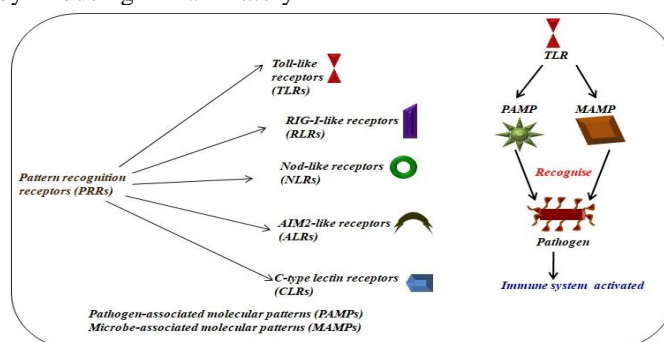 Toll-like
receptors
(TLRs)
RIG-I-like receptors
(RLRs)
Nod-like receptors
(NLRs)
Pattern recognition
receptors (PRRs)
AIM2-like receptors
(ALRs)
C-type lectin receptors
(CLRs)
Pathogen-associated molecular patterns (PAMPs)
Microbe-associated molecular patterns (MAMPs)
TLR
PAMP
MAMP
Recognise
Pathogen
Immune system activated